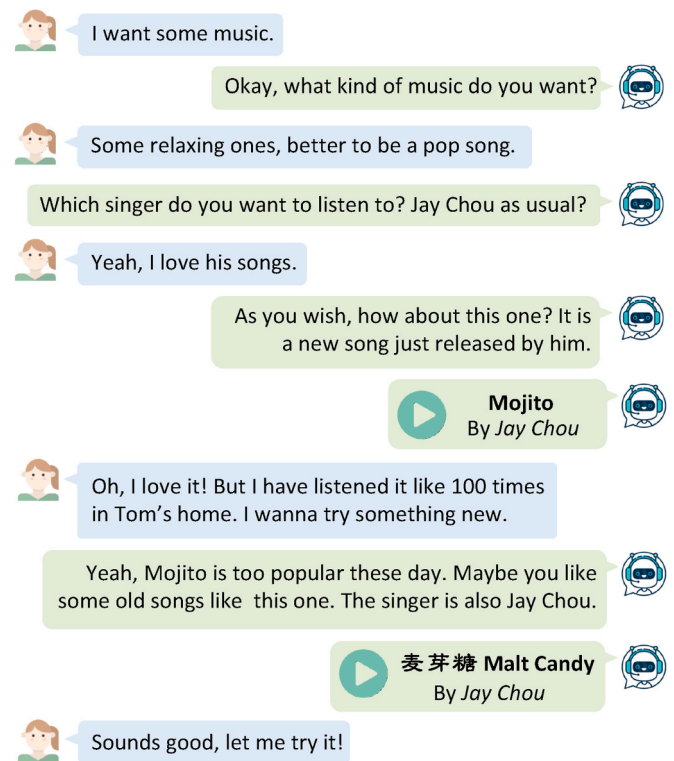 I want some music.
Okay, what kind of music do you want?
Some relaxing ones, better to be a pop song.
Which singer do you want to listen to? Jay Chou as usual?
Yeah, I love his songs.
As you wish, how about this one? It is
a new song just released by him.
Mojito
By Jay Chou
Oh, I love it! But I have listened it like 100 times
in Tom’s home. I wanna try something new.
Yeah, Mojito is too popular these day. Maybe you like
some old songs like this one. The singer is also Jay Chou.
麦芽糖 Malt Candy
By Jay Chou
Sounds good, let me try it!